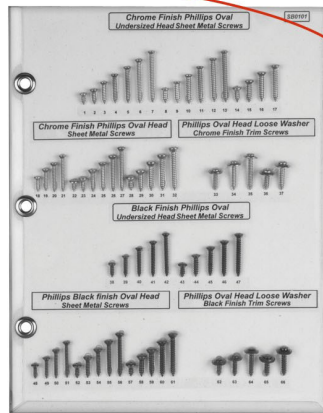 Chrome Finish Phillips Oval
Undersized Head Sheet Metal Screws
SB0101
1 2 3 4 5 6 7 8 9 10 11 12 13 14 15 16 17
Chrome Finish Phillips Oval Head
Sheet Metal Screws
Phillips Oval Head Loose Washer
Chrome Finish Trim Screws
18 19 20 21 22 23 24 25 26 27 28 29 30 31 32
33 34 35 36 37
Black Finish Phillips Oval
Undersized Head Sheet Metal Screws
38 39 40 41 42 43 44 45 46 47
Phillips Black finish Oval Head
Sheet Metal Screws
Phillips Oval Head Loose Washer
Black Finish Trim Screws
48 49 50 51 52 53 54 55 56 57 58 59 60 61
62 63 64 65 66